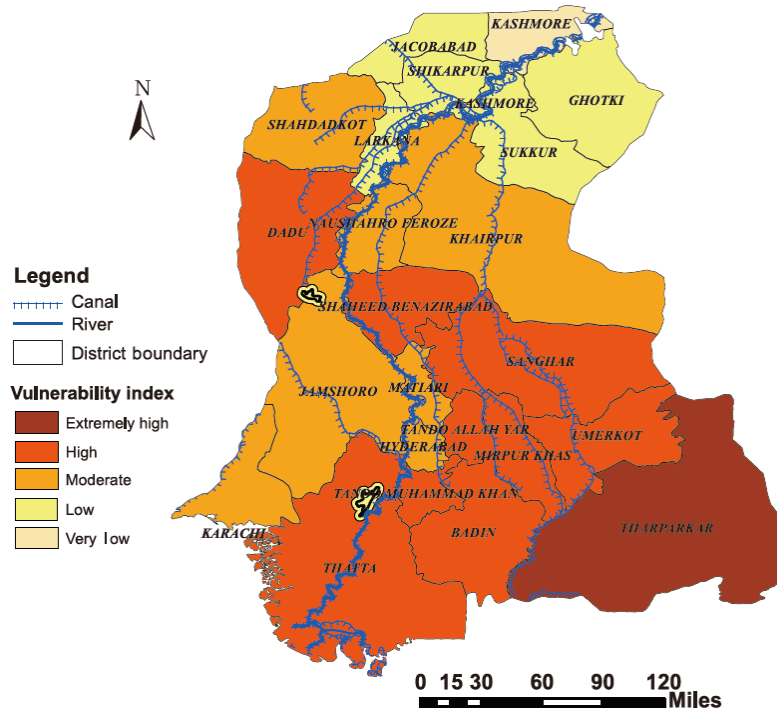 KASHMORE
JACOBABAD
SHIKARPUR
N
KASHMORE
GHOTKI
SHAHDADKOT
LARKANA
SUKKUR
NAUSHAHRO FEROZE
DADU
KHAIRPUR
Legend
Canal
River
District boundary
SHAHEED BENAZIRABAD
SANGHAR
Vulnerability index
Extremely high
High
Moderate
Low
Very low
JAMSHORO
MATIARI
TANDO ALLAH YAR
UMERKOT
HYDERABAD
MIRPUR KHAS
TANDO MUHAMMAD KHAN
KARACHI
BADIN
THARPARKAR
THATTA
0 15 30 60 90 120
Miles